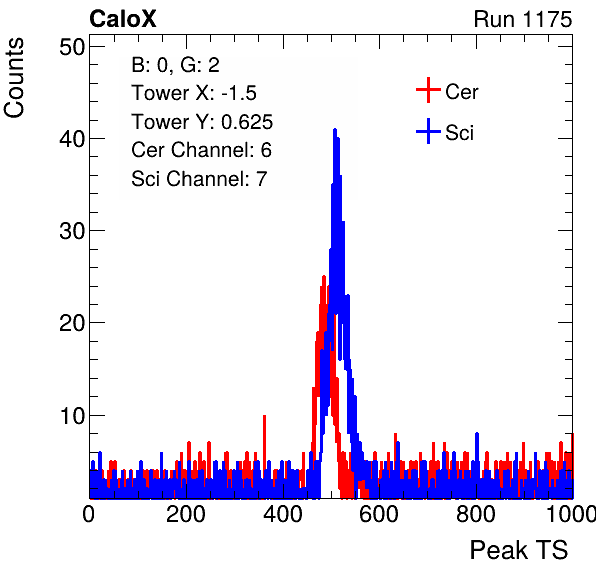 CaloX Run 1175
Counts
50
40
30
20
10
B: 0, G: 2
Tower X: -1.5
Tower Y: 0.625
Cer Channel: 6
Sci Channel: 7
Cer
Sci
0 200 400 600 800 1000
Peak TS